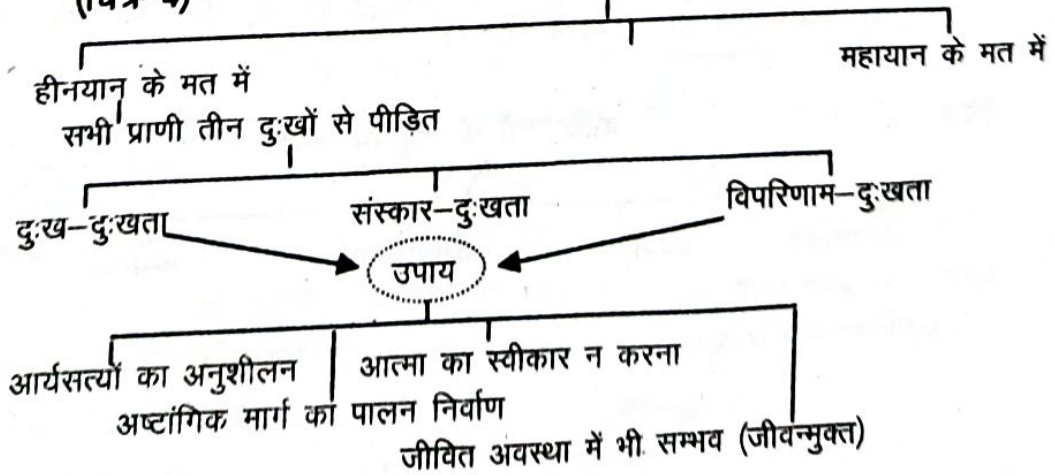 हीनयान के मत में
महायान के मत में
सभी प्राणी तीन दुःखों से पीड़ित
दुःख–दुःखता
संस्कार–दुःखता
विपरिणाम–दुःखता
उपाय
आर्यसत्यों का अनुशीलन
आत्मा का स्वीकार न करना
अष्टांगिक मार्ग का पालन निर्वाण
जीवित अवस्था में भी सम्भव (जीवन्मुक्त)